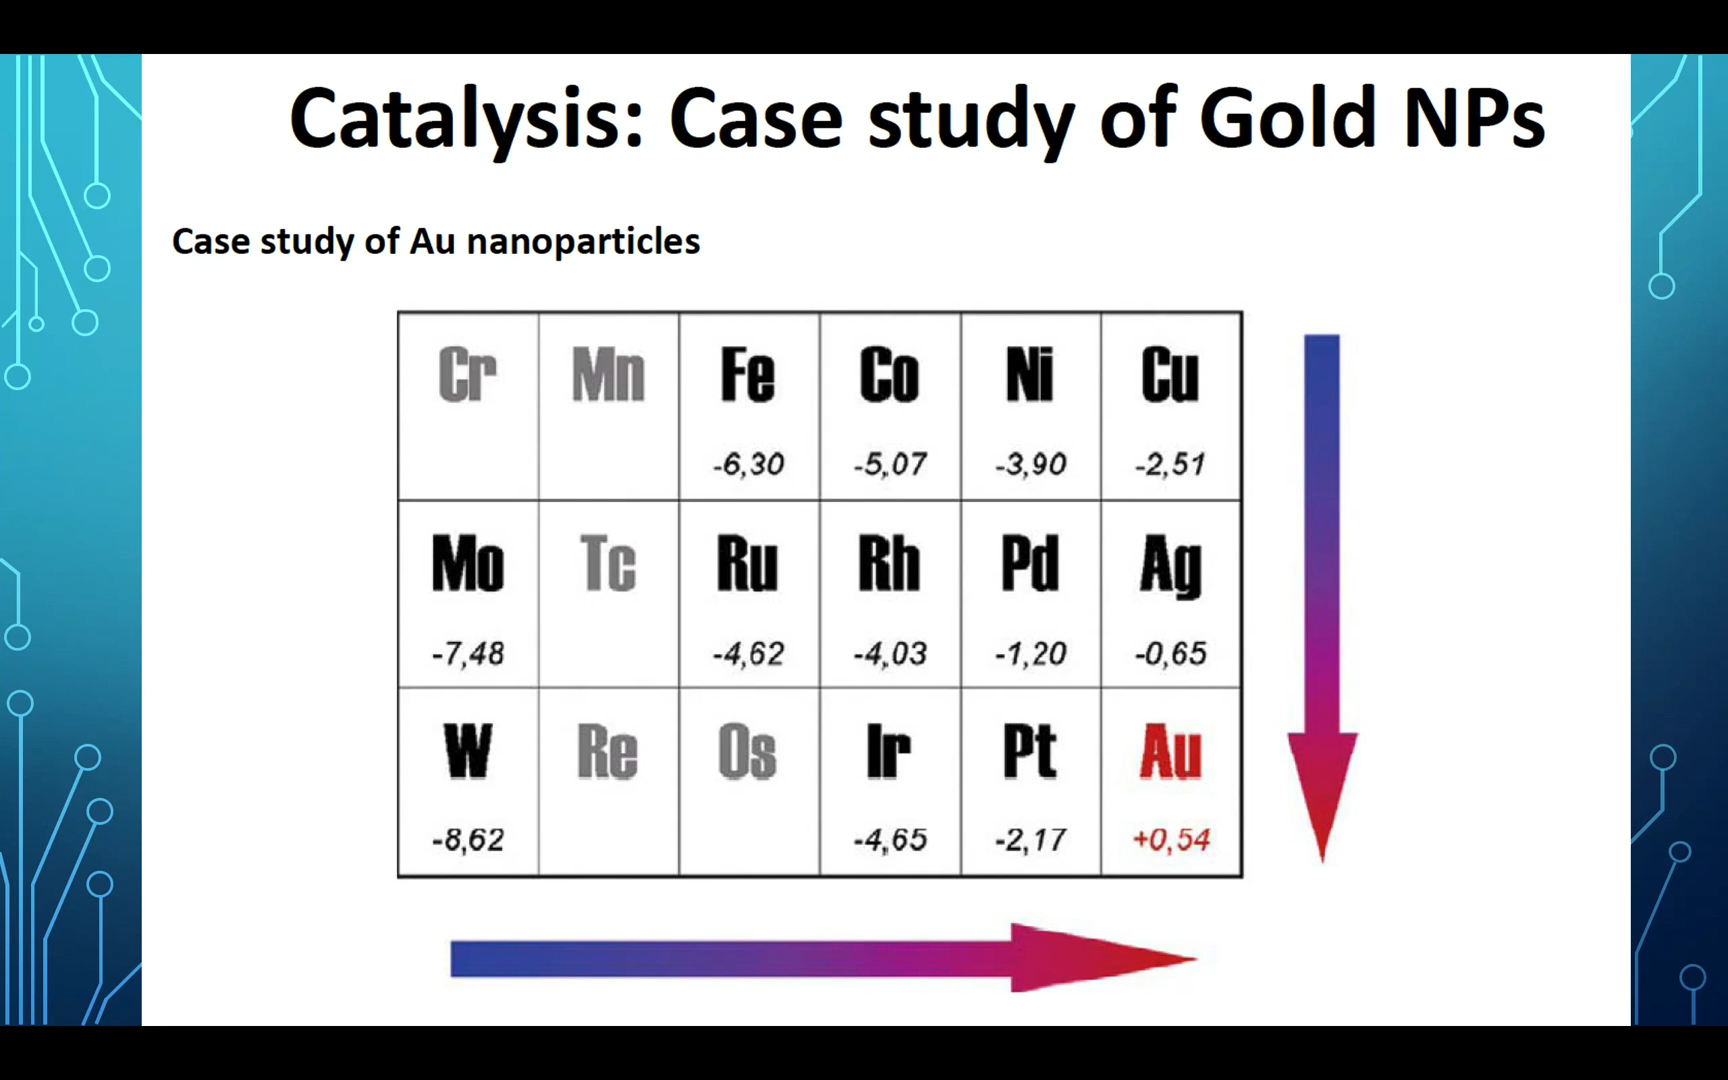 Catalysis: Case study of Gold NPs
Case study of Au nanoparticles
Cr Mn Fe Co Ni Cu
-6,30 -5,07 -3,90 -2,51
Mo Tc Ru Rh Pd Ag
-7,48 -4,62 -4,03 -1,20 -0,65
W Re Os Ir Pt Au
-8,62 -4,65 -2,17 +0,54